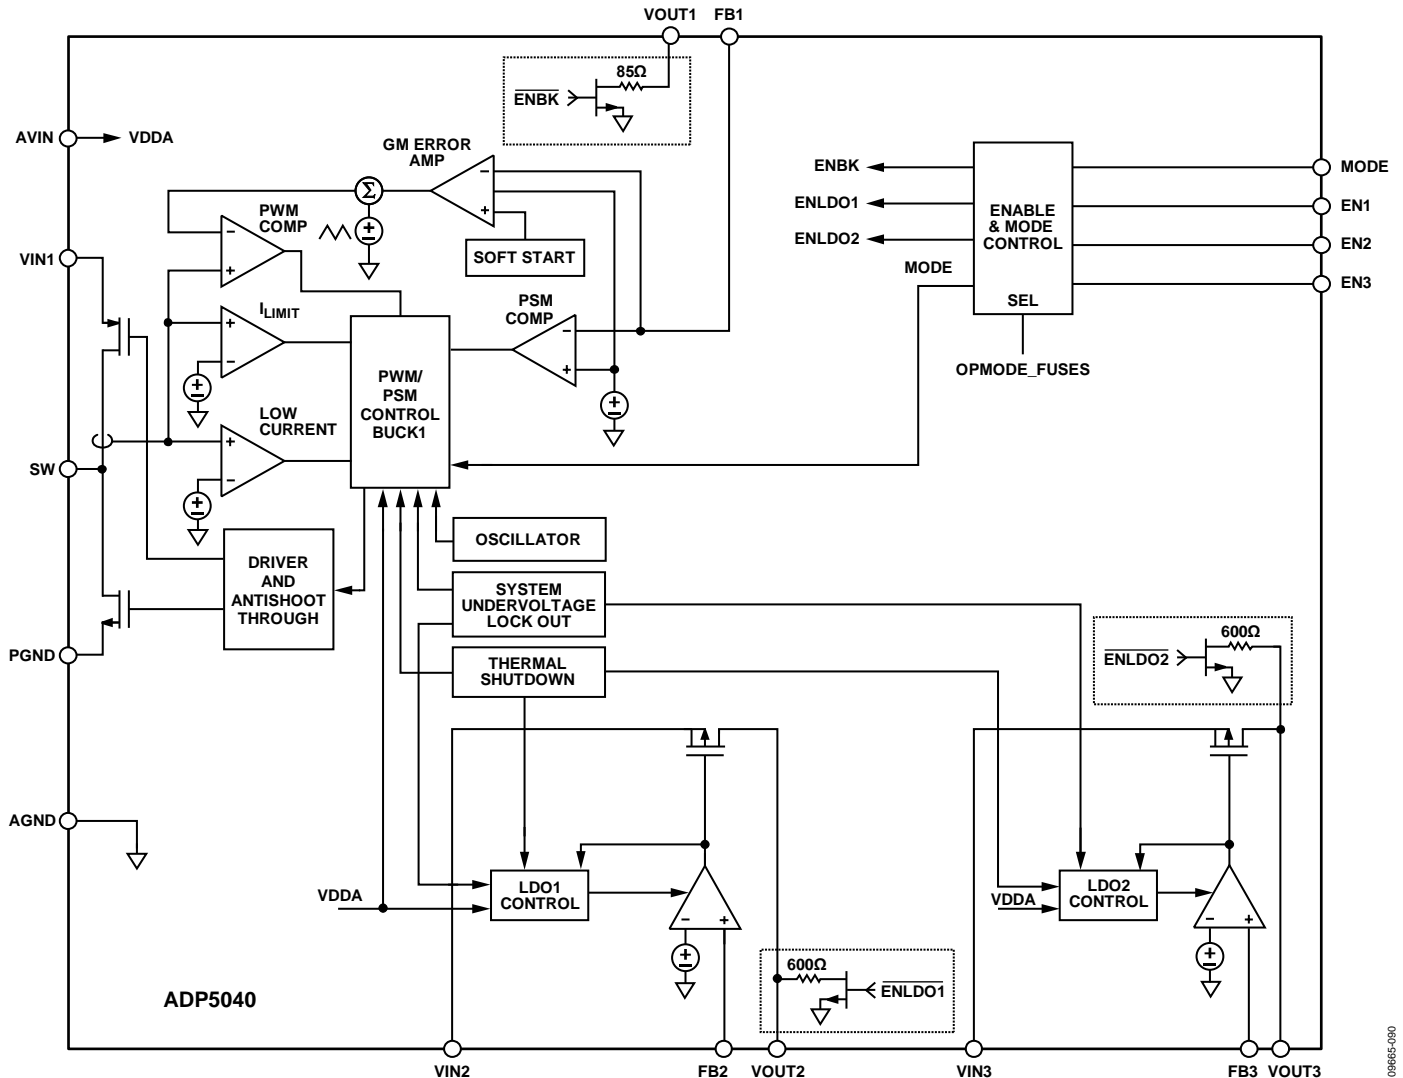 VOUT1 FB1
85Ω
ENBK
AVIN
VDDA
GM ERROR
AMP
Σ
PWM
COMP
− + −
+
SOFT START
VIN1
ILIMIT
+
−
PSM
COMP
−
+
PWM/
PSM
CONTROL
BUCK1
LOW
CURRENT
+
−
SW
ENBK
ENLDO1
ENLDO2
MODE
ENABLE
& MODE
CONTROL
SEL
OPMODE_FUSES
MODE
EN1
EN2
EN3
DRIVER
AND
ANTISHOOT
THROUGH
OSCILLATOR
SYSTEM
UNDERVOLTAGE
LOCK OUT
THERMAL
SHUTDOWN
PGND
600Ω
ENLDO2
AGND
VDDA
LDO1
CONTROL
− +
VDDA
LDO2
CONTROL
− +
600Ω
ENLDO1
ADP5040
VIN2 FB2 VOUT2 VIN3 FB3 VOUT3
09665-090